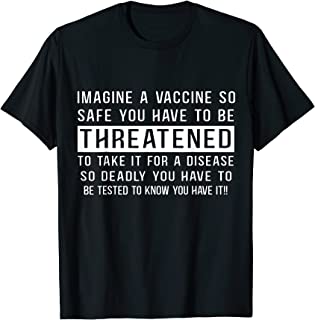 IMAGINE A VACCINE SO
SAFE YOU HAVE TO BE
THREATENED
TO TAKE IT FOR A DISEASE
SO DEADLY YOU HAVE TO
BE TESTED TO KNOW YOU HAVE IT!!